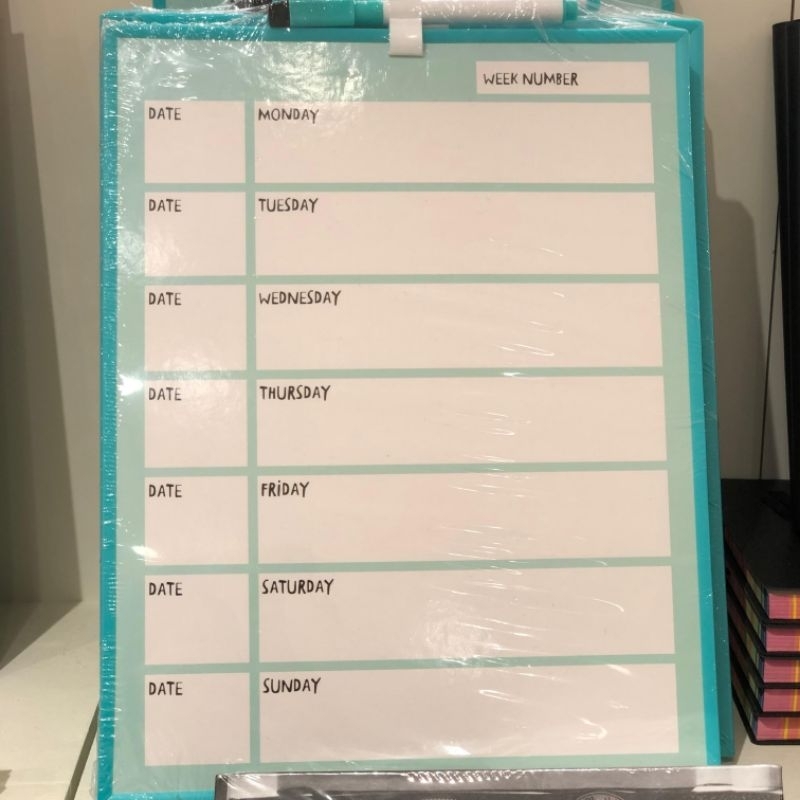 WEEK NUMBER
DATE MONDAY
DATE TUESDAY
DATE WEDNESDAY
DATE THURSDAY
DATE FRiDAY
DATE SATURDAY
DATE SUNDAY